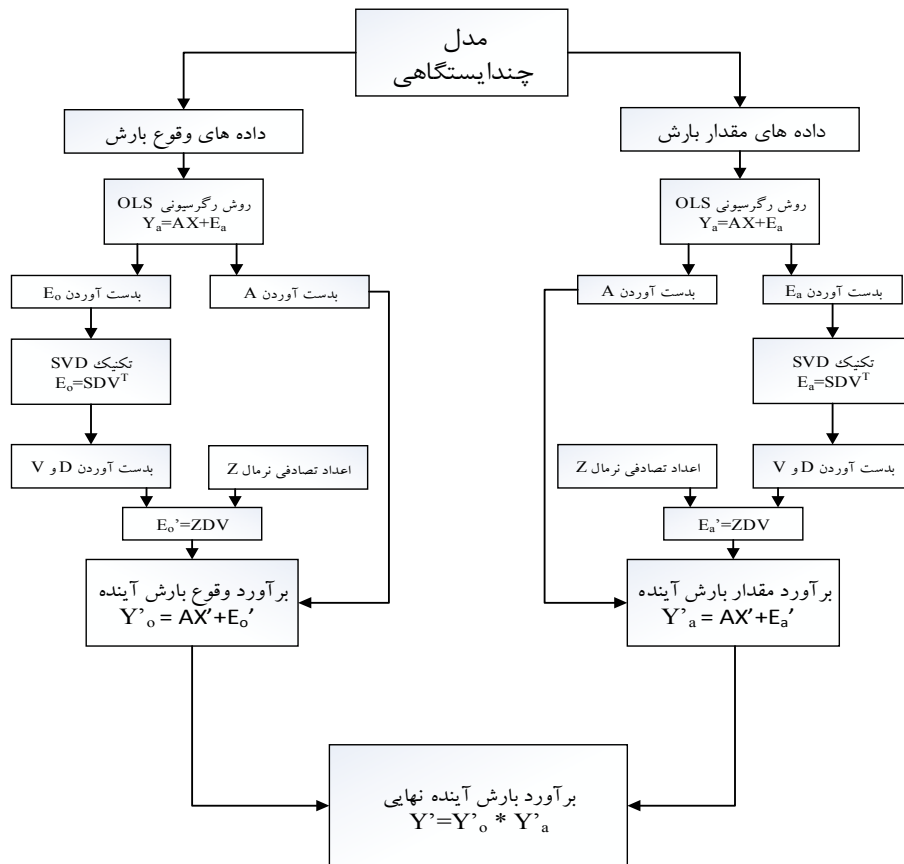 مدل
چندایستگاهی
داده های مقدار بارش
داده های وقوع بارش
روش رگرسیونی OLS
Yₐ=AX+Eₐ
روش رگرسیونی OLS
Yₐ=AX+Eₐ
بدست آوردن Eₐ
بدست آوردن A
بدست آوردن A
بدست آوردن Eₒ
تکنیک SVD
Eₐ=SDVᵀ
تکنیک SVD
Eₒ=SDVᵀ
بدست آوردن D و V
اعداد تصادفی نرمال Z
اعداد تصادفی نرمال Z
بدست آوردن D و V
Eₐ’=ZDV
Eₒ’=ZDV
برآورد مقدار بارش آینده
Y’ₐ = AX’+Eₐ’
برآورد وقوع بارش آینده
Y’ₒ = AX’+Eₒ’
برآورد بارش آینده نهایی
Y’=Y’ₒ * Y’ₐ